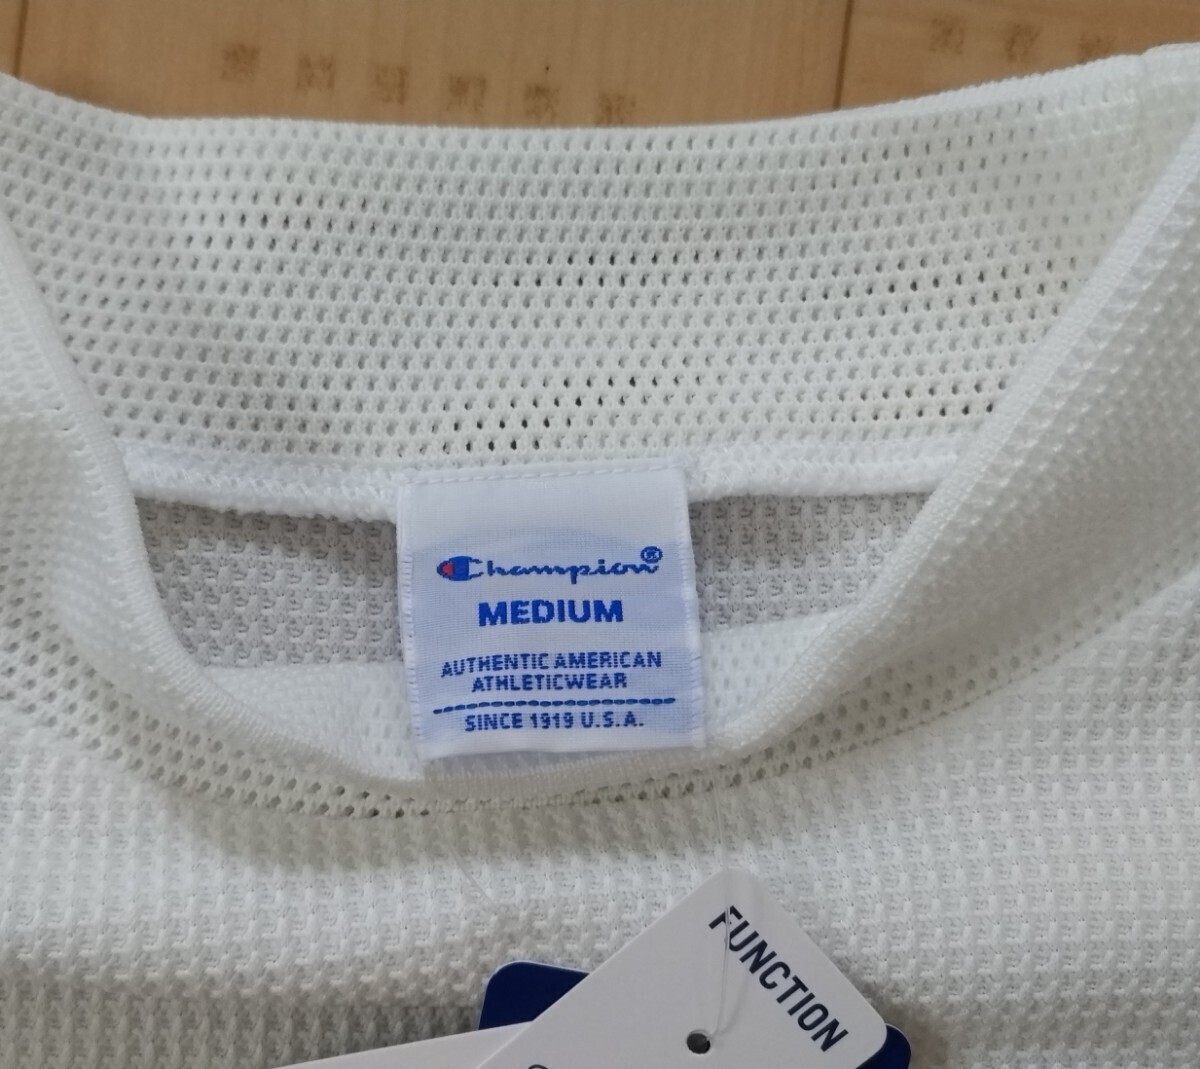 Champion®
MEDIUM
AUTHENTIC AMERICAN
ATHLETICWEAR
SINCE 1919 U.S.A.
FUNCTION